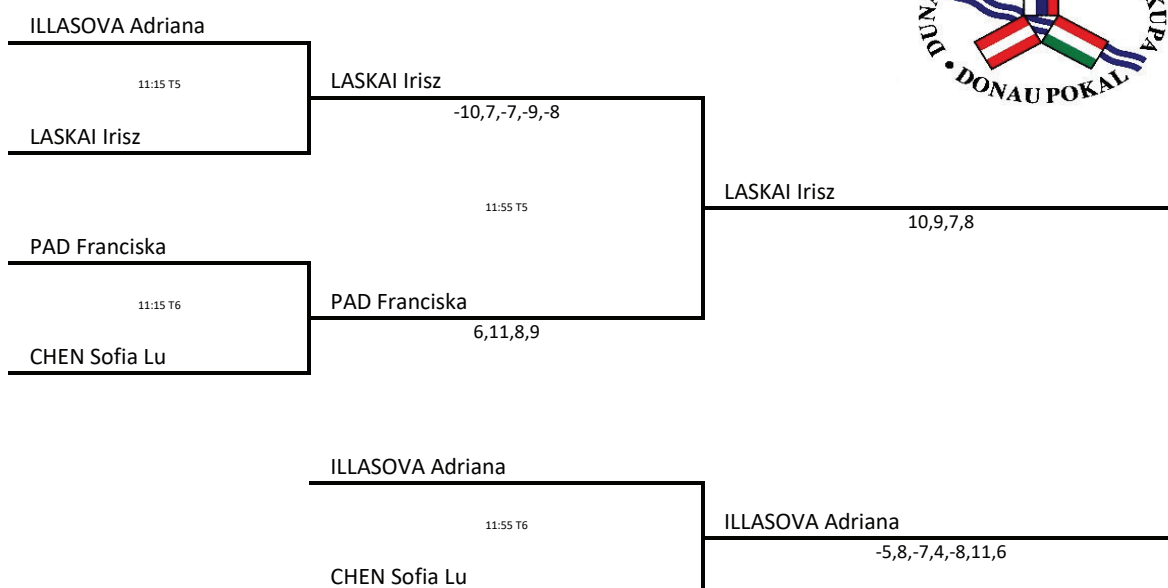 ILLASOVA Adriana
11:15 T5
LASKAI Irisz
LASKAI Irisz
-10,7,-7,-9,-8
11:55 T5
LASKAI Irisz
10,9,7,8
PAD Franciska
11:15 T6
PAD Franciska
6,11,8,9
CHEN Sofia Lu
ILLASOVA Adriana
11:55 T6
ILLASOVA Adriana
-5,8,-7,4,-8,11,6
CHEN Sofia Lu
DONAU POKAL
KUPA